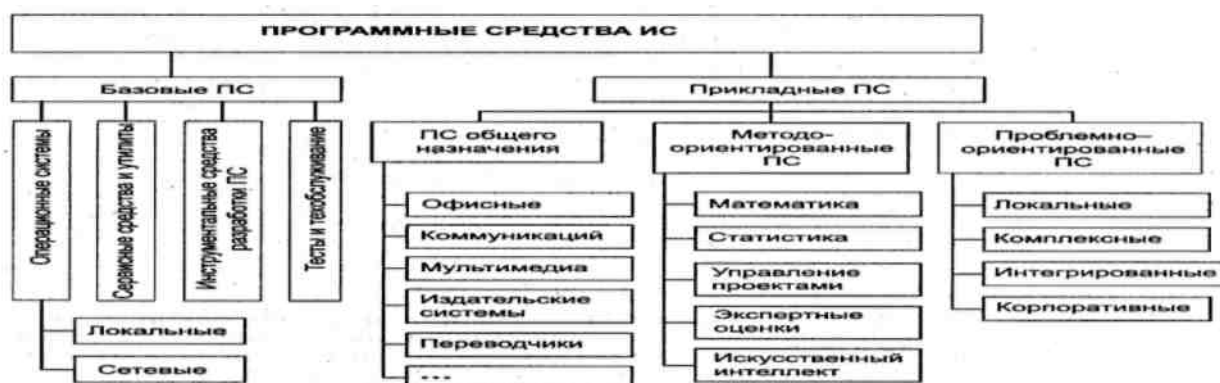 ПРОГРАММНЫЕ СРЕДСТВА ИС
Базовые ПС
Прикладные ПС
Операционные системы
Сервисные средства и утилиты
Инструментальные средства
разработки ПС
Тесты и техобслуживание
Локальные
Сетевые
ПС общего
назначения
Офисные
Коммуникаций
Мультимедиа
Издательские
системы
Переводчики
...
Методо-
ориентированные
ПС
Математика
Статистика
Управление
проектами
Экспертные
оценки
Искусственный
интеллект
Проблемно–
ориентированные
ПС
Локальные
Комплексные
Интегрированные
Корпоративные